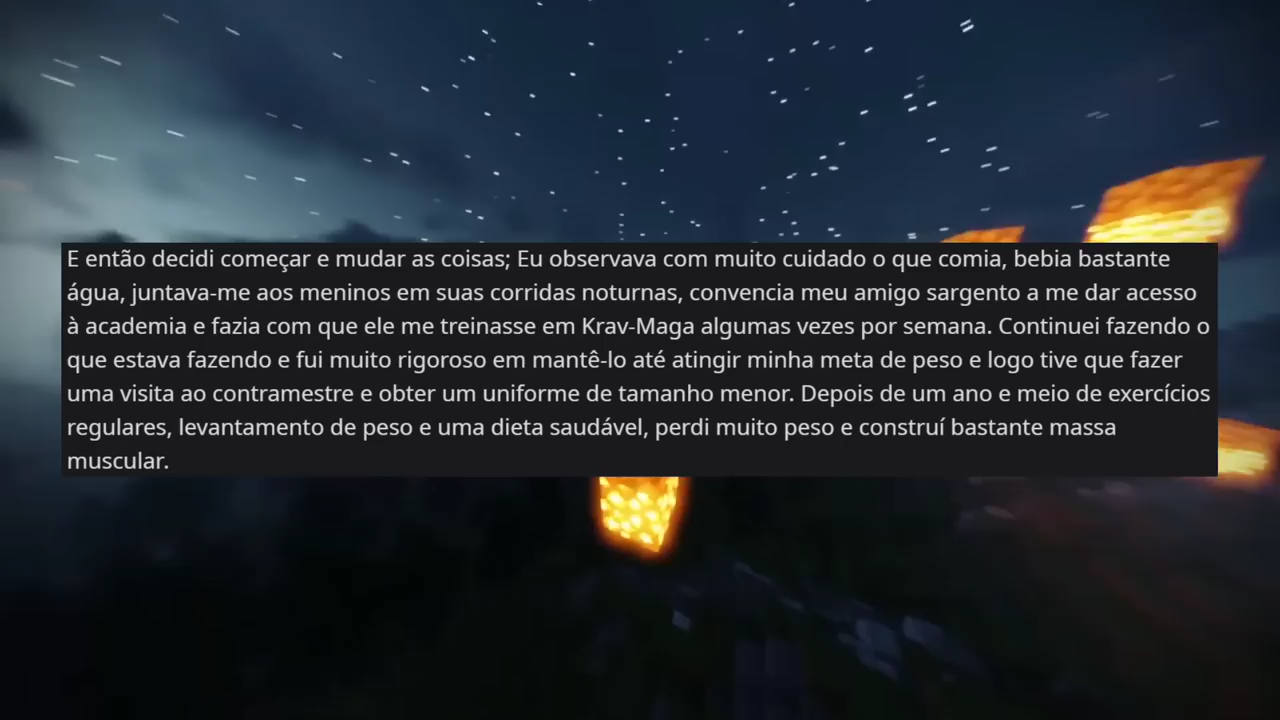 E então decidi começar e mudar as coisas; Eu observava com muito cuidado o que comia, bebia bastante
água, juntava-me aos meninos em suas corridas noturnas, convencia meu amigo sargento a me dar acesso
à academia e fazia com que ele me treinasse em Krav-Maga algumas vezes por semana. Continuei fazendo o
que estava fazendo e fui muito rigoroso em mantê-lo até atingir minha meta de peso e logo tive que fazer
uma visita ao contramestre e obter um uniforme de tamanho menor. Depois de um ano e meio de exercícios
regulares, levantamento de peso e uma dieta saudável, perdi muito peso e construí bastante massa
muscular.